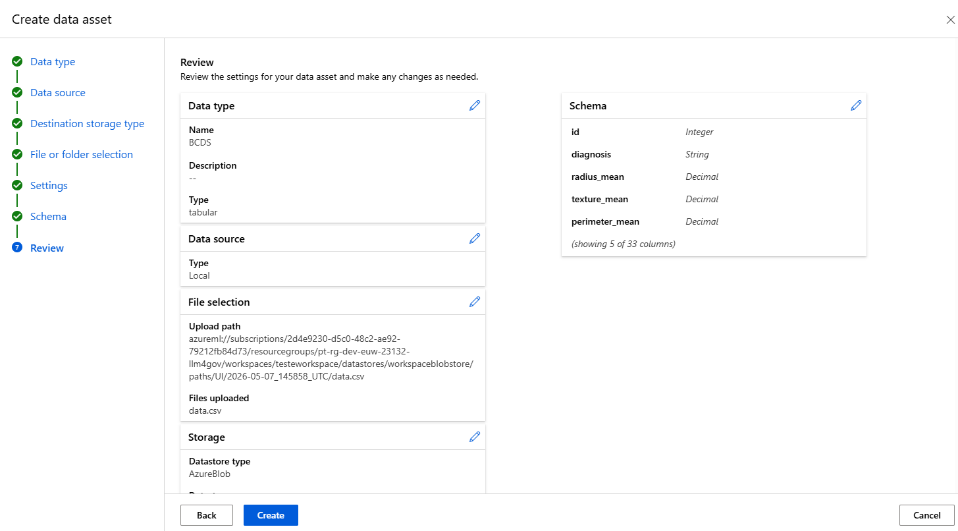 Create data asset
Data type
Data source
Destination storage type
File or folder selection
Settings
Schema
7 Review
Review
Review the settings for your data asset and make any changes as needed.
Data type
Name
BCDS
Description
--
Type
tabular
Data source
Type
Local
File selection
Upload path
azureml://subscriptions/2d4e9230-d5c0-48c2-ae92-
79212fb84d73/resourcegroups/pt-rg-dev-euw-23132-
llm4gov/workspaces/testeworkspace/datastores/workspaceblobstore/
paths/UI/2026-05-07_145858_UTC/data.csv
Files uploaded
data.csv
Storage
Datastore type
AzureBlob
Schema
id Integer
diagnosis String
radius_mean Decimal
texture_mean Decimal
perimeter_mean Decimal
(showing 5 of 33 columns)
Back
Create
Cancel